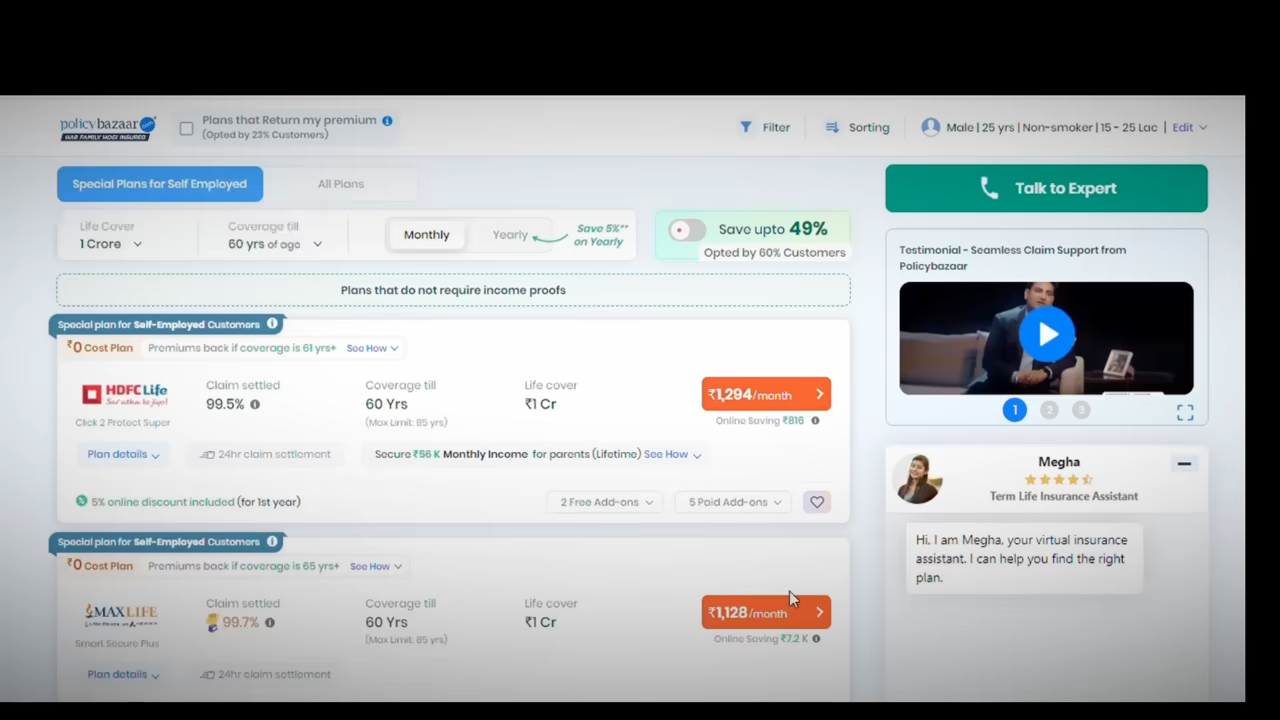 policybazaar.com
HAR FAMILY HOGI INSURED
Plans that Return my premium
(Opted by 23% Customers)
Filter
Sorting
Male | 25 yrs | Non-smoker | 15 - 25 Lac | Edit
Special Plans for Self Employed
All Plans
Talk to Expert
Life Cover
1 Crore
Coverage till
60 yrs of age
Monthly
Yearly
Save 5%**
on Yearly
Save upto 49%
Opted by 60% Customers
Testimonial - Seamless Claim Support from
Policybazaar
Plans that do not require income proofs
1 2 3
Special plan for Self-Employed Customers
₹0 Cost Plan
Premiums back if coverage is 61 yrs+ See How
HDFC Life
Sar utha ke jiyo!
Click 2 Protect Super
Claim settled
99.5%
Coverage till
60 Yrs
(Max Limit: 85 yrs)
Life cover
₹1 Cr
₹1,294/month
Online Saving ₹816
Plan details
24hr claim settlement
Secure ₹56 K Monthly Income for parents (Lifetime) See How
5% online discount included (for 1st year)
2 Free Add-ons
5 Paid Add-ons
Megha
Term Life Insurance Assistant
Hi, I am Megha, your virtual insurance
assistant. I can help you find the right
plan.
Special plan for Self-Employed Customers
₹0 Cost Plan
Premiums back if coverage is 65 yrs+ See How
MAX LIFE
Smart Secure Plus
Claim settled
99.7%
Coverage till
60 Yrs
(Max Limit: 85 yrs)
Life cover
₹1 Cr
₹1,128/month
Online Saving ₹7.2 K
Plan details
24hr claim settlement